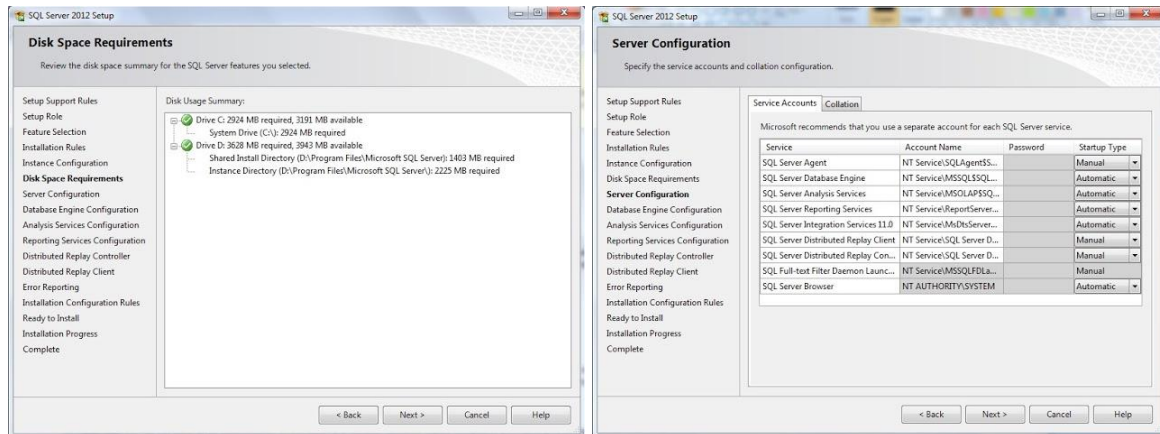 SQL Server 2012 Setup
Disk Space Requirements
Review the disk space summary for the SQL Server features you selected.
Setup Support Rules
Setup Role
Feature Selection
Installation Rules
Instance Configuration
Disk Space Requirements
Server Configuration
Database Engine Configuration
Analysis Services Configuration
Reporting Services Configuration
Distributed Replay Controller
Distributed Replay Client
Error Reporting
Installation Configuration Rules
Ready to Install
Installation Progress
Complete
Disk Usage Summary:
Drive C: 2924 MB required, 3191 MB available
System Drive (C:\): 2924 MB required
Drive D: 3628 MB required, 3943 MB available
Shared Install Directory (D:\Program Files\Microsoft SQL Server): 1403 MB required
Instance Directory (D:\Program Files\Microsoft SQL Server\): 2225 MB required
< Back Next > Cancel Help
SQL Server 2012 Setup
Server Configuration
Specify the service accounts and collation configuration.
Setup Support Rules
Setup Role
Feature Selection
Installation Rules
Instance Configuration
Disk Space Requirements
Server Configuration
Database Engine Configuration
Analysis Services Configuration
Reporting Services Configuration
Distributed Replay Controller
Distributed Replay Client
Error Reporting
Installation Configuration Rules
Ready to Install
Installation Progress
Complete
Service Accounts Collation
Microsoft recommends that you use a separate account for each SQL Server service.
Service Account Name Password Startup Type
SQL Server Agent NT Service\SQLAgent$S... Manual
SQL Server Database Engine NT Service\MSSQL$SQL... Automatic
SQL Server Analysis Services NT Service\MSOLAP$SQ... Automatic
SQL Server Reporting Services NT Service\ReportServer... Automatic
SQL Server Integration Services 11.0 NT Service\MsDtsServer... Automatic
SQL Server Distributed Replay Client NT Service\SQL Server D... Manual
SQL Server Distributed Replay Con... NT Service\SQL Server D... Manual
SQL Full-text Filter Daemon Launc... NT Service\MSSQLFDLa... Manual
SQL Server Browser NT AUTHORITY\SYSTEM Automatic
< Back Next > Cancel Help